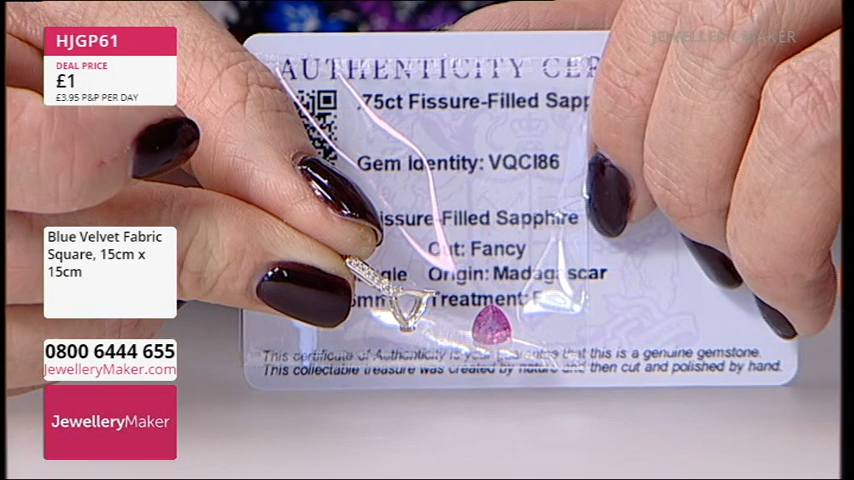 HJGP61
DEAL PRICE
£1
£3.95 P&P PER DAY
Blue Velvet Fabric
Square, 15cm x
15cm
0800 6444 655
JewelleryMaker.com
JewelleryMaker
JEWELLERY MAKER
AUTHENTICITY CER
.75ct Fissure-Filled Sapp
Gem Identity: VQCI86
issure-Filled Sapphire
Cut: Fancy
gle Origin: Madagascar
5mm Treatment: F
This certificate of Authenticity is your guarantee that this is a genuine gemstone.
This collectable treasure was created by nature and then cut and polished by hand.